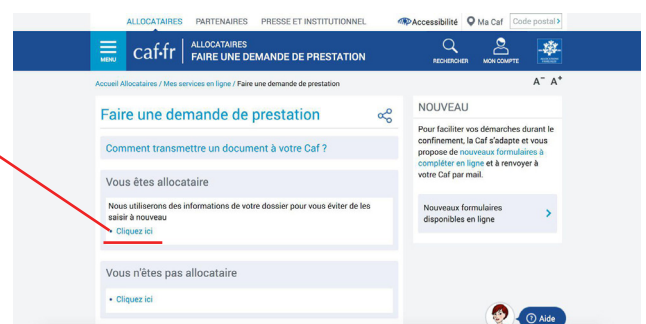 ALLOCATAIRES PARTENAIRES PRESSE ET INSTITUTIONNEL Accessibilité Ma Caf Code postal
MENU caf.fr ALLOCATAIRES
FAIRE UNE DEMANDE DE PRESTATION
RECHERCHER MON COMPTE
Accueil Allocataires / Mes services en ligne / Faire une demande de prestation
A- A+
Faire une demande de prestation
Comment transmettre un document à votre Caf ?
Vous êtes allocataire
Nous utiliserons des informations de votre dossier pour vous éviter de les
saisir à nouveau
• Cliquez ici
Vous n'êtes pas allocataire
• Cliquez ici
NOUVEAU
Pour faciliter vos démarches durant le
confinement, la Caf s'adapte et vous
propose de nouveaux formulaires à
compléter en ligne et à renvoyer à
votre Caf par mail.
Nouveaux formulaires
disponibles en ligne
? Aide